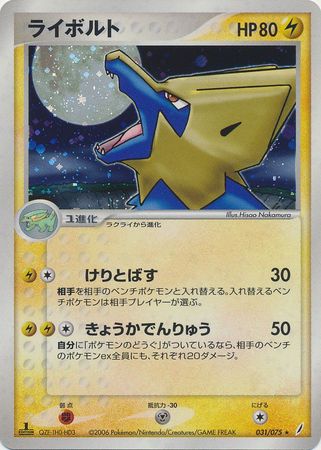 ライボルト HP80
Illus.Hisao Nakamura
1進化
ラクライから進化
けりとばす 30
相手を相手のベンチポケモンと入れ替える。入れ替える
ベンチポケモンは相手プレイヤーが選ぶ。
きょうかでんりゅう 50
自分に「ポケモンのどうぐ」がついているなら、相手のベンチ
ポケモンex全員にも、それぞれ20ダメージ。
弱点 抵抗力 -30 にげる
1 ©2006 Pokémon/Nintendo/Creatures/GAME FREAK 031/075 ★